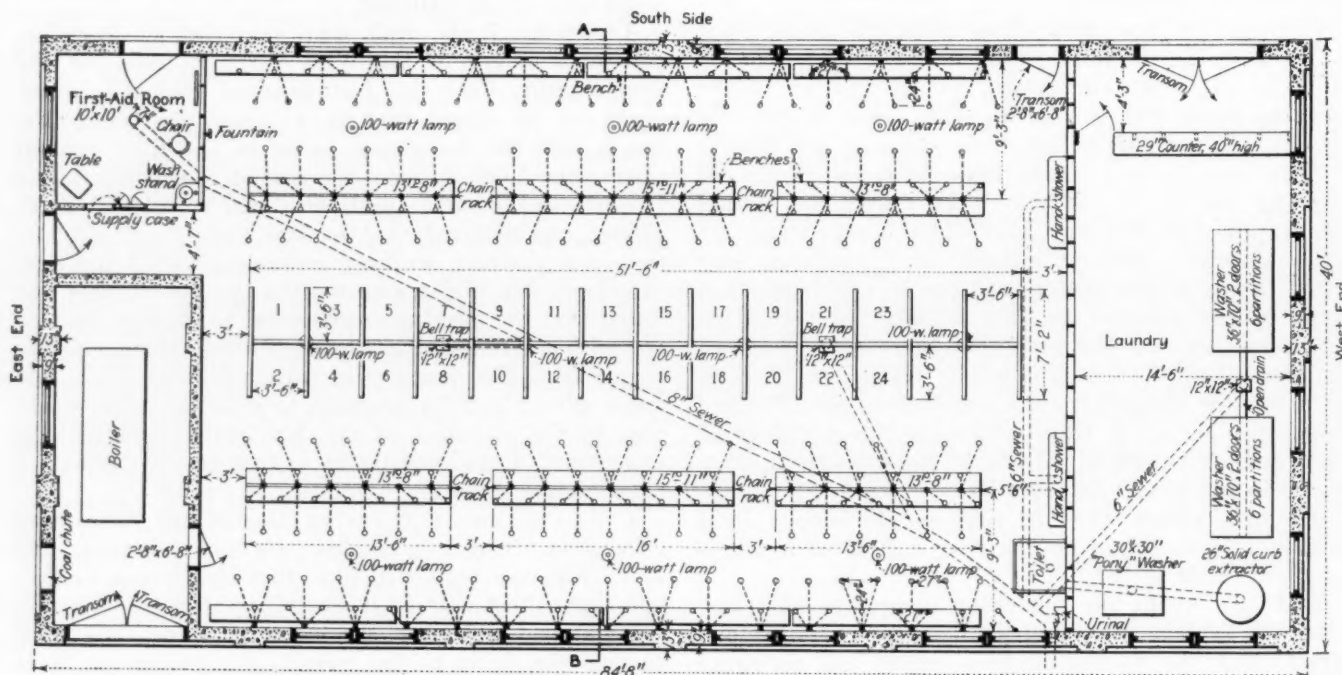 South Side
A
First-Aid Room
10'x10'
Chair
Fountain
Table
Wash
stand
Supply case
4'-7"
Bench
27"
24"
100-watt lamp
100-watt lamp
100-watt lamp
9'-3"
Transom
2'-8"x6'-8"
Transom
4'-3"
29" Counter, 40" high
Benches
13'-8"
Chain
rack
15'-11"
Chain
rack
13'-8"
Hand shower
51'-6"
3'
40'
East End
West End
13"
9"
9"
13"
3'
1
3
5
7
9
11
13
15
17
19
21
23
3'-6"
3'-6"
7'-2"
Bell trap
12"x12"
Bell trap
12"x12"
100-w. lamp
100-w. lamp
100-w. lamp
100-w. lamp
2
4
6
8
10
12
14
16
18
20
22
24
3'-6"
3'-6"
Laundry
14'-6"
Washer
36"x70", 2 doors
6 partitions
12"x12"
Open drain
Washer
36"x70", 2 doors
6 partitions
8" Sewer
6" Sewer
6" Sewer
Boiler
Coal chute
2'-8"x6'-8"
Transom
Transom
3'
13'-8"
Chain
rack
15'-11"
Chain
rack
13'-8"
5'-6"
Hand shower
13'-6"
3'
16'
3'
13'-6"
9'-3"
100-watt lamp
100-watt lamp
100-watt lamp
24"
27"
Toilet
Urinal
30"x30"
"Pony" Washer
26" Solid curb
extractor
B
84'-8"